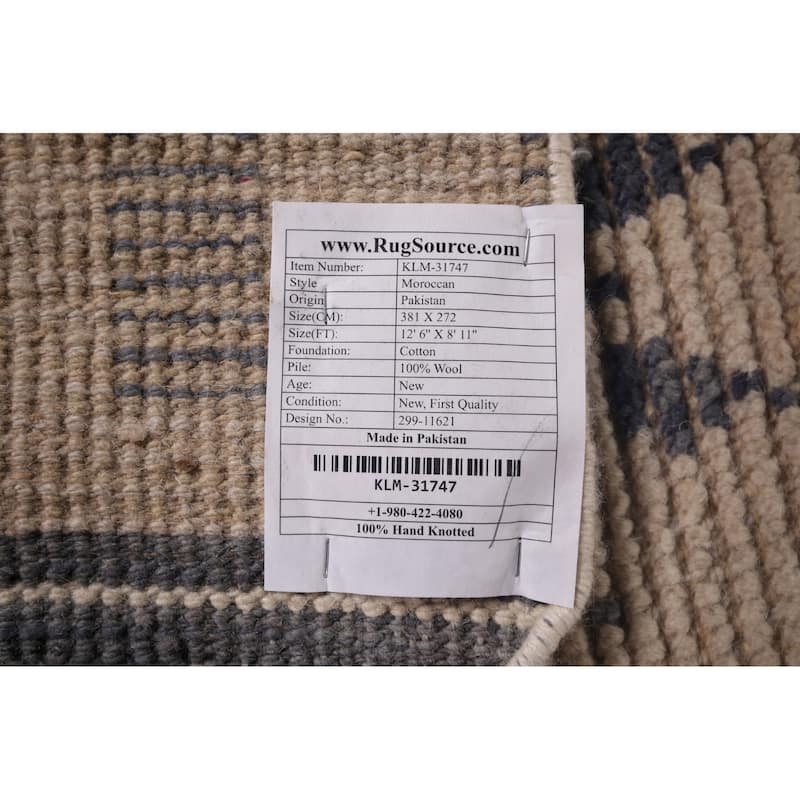 www.RugSource.com
Item Number: KLM-31747
Style Moroccan
Origin Pakistan
Size(CM): 381 X 272
Size(FT): 12' 6" X 8' 11"
Foundation: Cotton
Pile: 100% Wool
Age: New
Condition: New, First Quality
Design No.: 299-11621
Made in Pakistan
KLM-31747
+1-980-422-4080
100% Hand Knotted